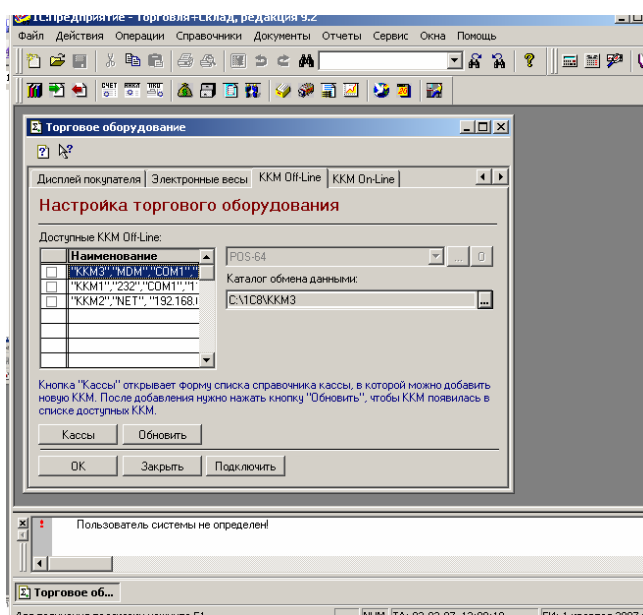 1С:Предприятие - Торговля+Склад, редакция 9.2
Файл Действия Операции Справочники Документы Отчеты Сервис Окна Помощь
Торговое оборудование
Дисплей покупателя Электронные весы ККМ Off-Line ККМ On-Line
Настройка торгового оборудования
Доступные ККМ Off-Line:
Наименование
POS-64 ... О
"ККМ3","MDM","COM1","
"ККМ1","232","COM1","1
"ККМ2","NET", "192.168.
Каталог обмена данными:
C:\1C8\KKM3 ...
Кнопка "Кассы" открывает форму списка справочника кассы, в которой можно добавить
новую ККМ. После добавления нужно нажать кнопку "Обновить", чтобы ККМ появилась в
списке доступных ККМ.
Кассы Обновить
ОК Закрыть Подключить
Пользователь системы не определен!
Торговое об...